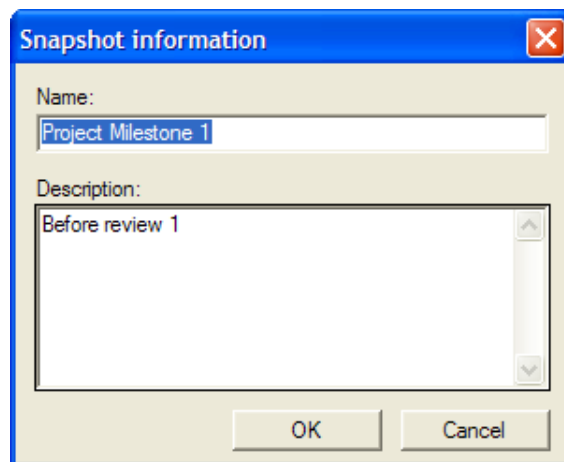 Snapshot information
Name:
Project Milestone 1
Description:
Before review 1
OK
Cancel